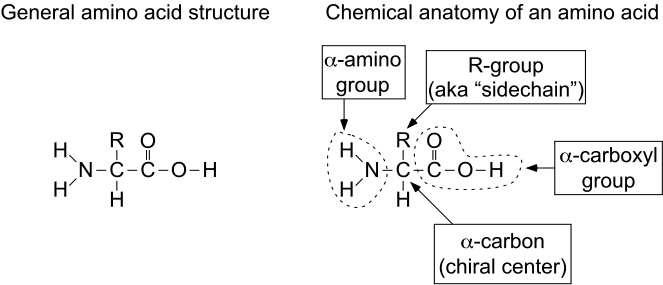 General amino acid structure
Chemical anatomy of an amino acid
α-amino
group
R-group
(aka “sidechain”)
R O
H
N C C O H
H
H
R O
H
N C C O H
H
H
α-carboxyl
group
α-carbon
(chiral center)